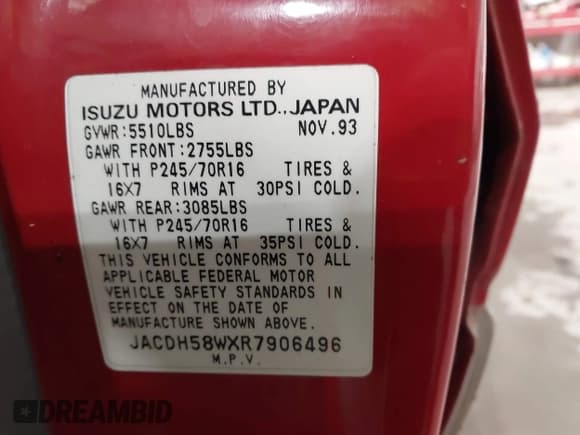 MANUFACTURED BY
ISUZU MOTORS LTD., JAPAN
GVWR:5510LBS NOV.93
GAWR FRONT:2755LBS
WITH P245/70R16 TIRES &
16X7 RIMS AT 30PSI COLD.
GAWR REAR:3085LBS
WITH P245/70R16 TIRES &
16X7 RIMS AT 35PSI COLD.
THIS VEHICLE CONFORMS TO ALL
APPLICABLE FEDERAL MOTOR
VEHICLE SAFETY STANDARDS IN
EFFECT ON THE DATE OF
MANUFACTURE SHOWN ABOVE.
JACDH58WXR7906496
M.P.V.
DREAMBID